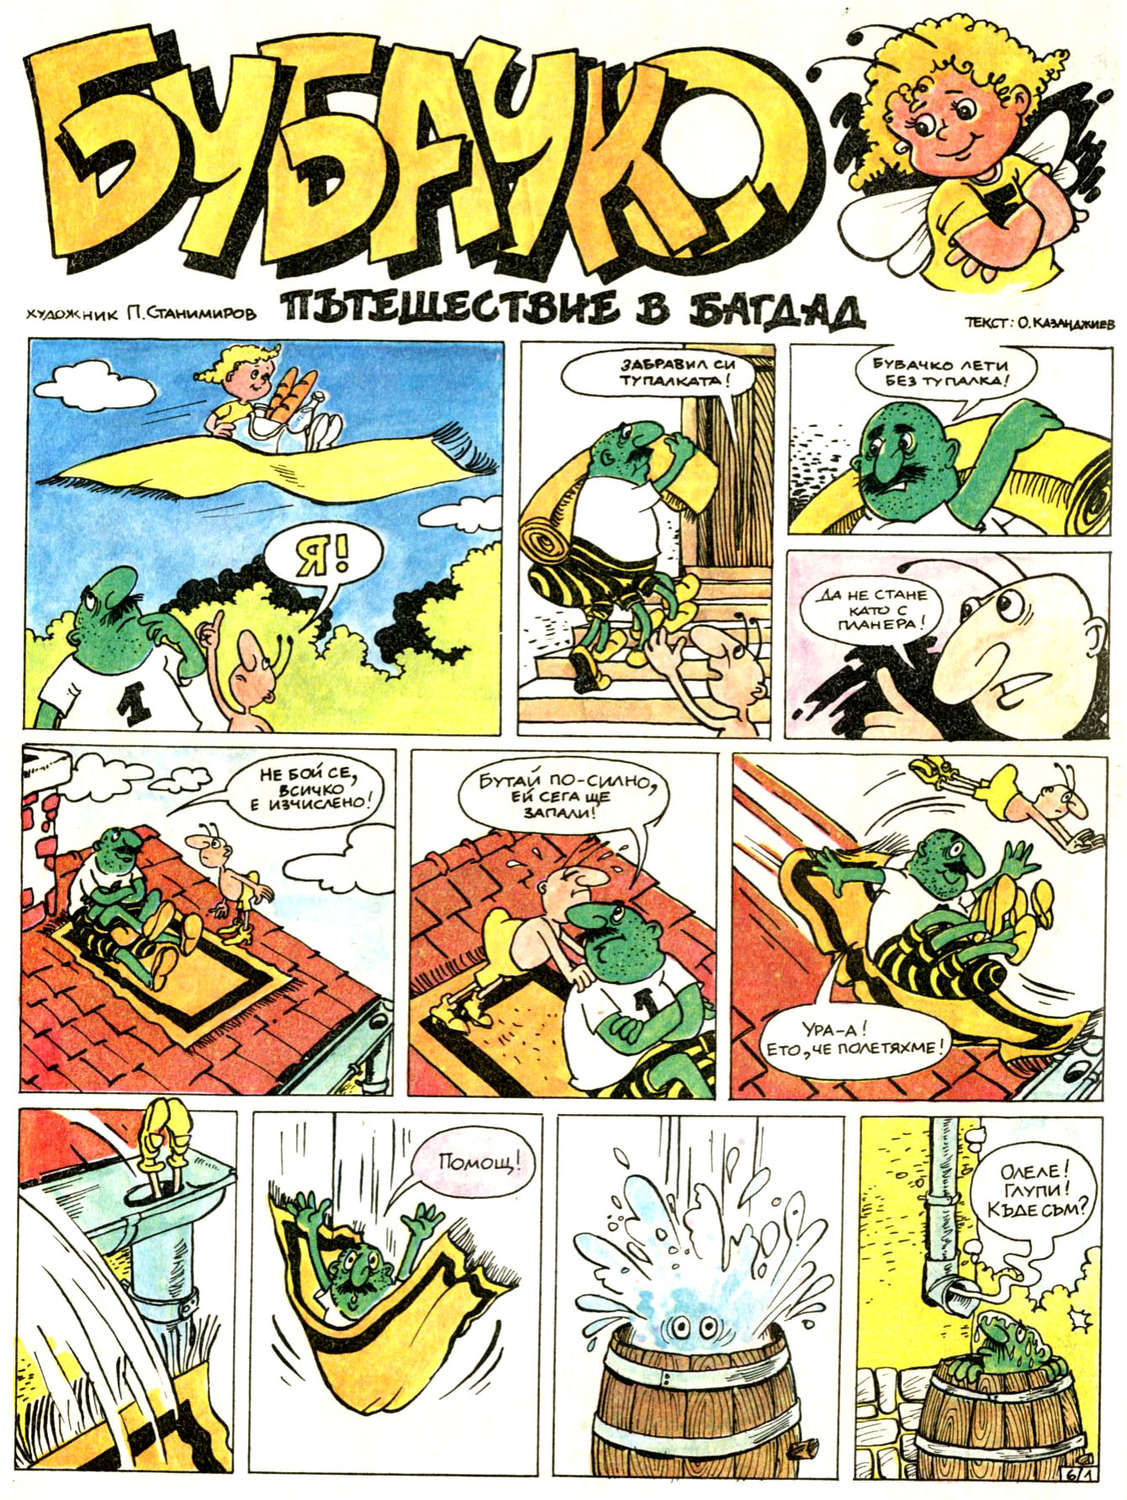 БУБАЧКО
ПЪТЕШЕСТВИЕ В БАГДАД
ХУДОЖНИК П. СТАНИМИРОВ
ТЕКСТ: О. КАЗАНДЖИЕВ
Я!
1
ЗАБРАВИЛ СИ
ТУПАЛКАТА!
БУБАЧКО ЛЕТИ
БЕЗ ТУПАЛКА!
ДА НЕ СТАНЕ
КАТО С
ПЛАНЕРА!
НЕ БОЙ СЕ,
ВСИЧКО
Е ИЗЧИСЛЕНО!
БУТАЙ ПО-СИЛНО,
ЕЙ СЕГА ЩЕ
ЗАПАЛИ!
1
УРА-А!
ЕТО, ЧЕ ПОЛЕТЯХМЕ!
ПОМОЩ!
ОЛЕЛЕ!
ГЛУПИ!
КЪДЕ СЪМ?
6/1